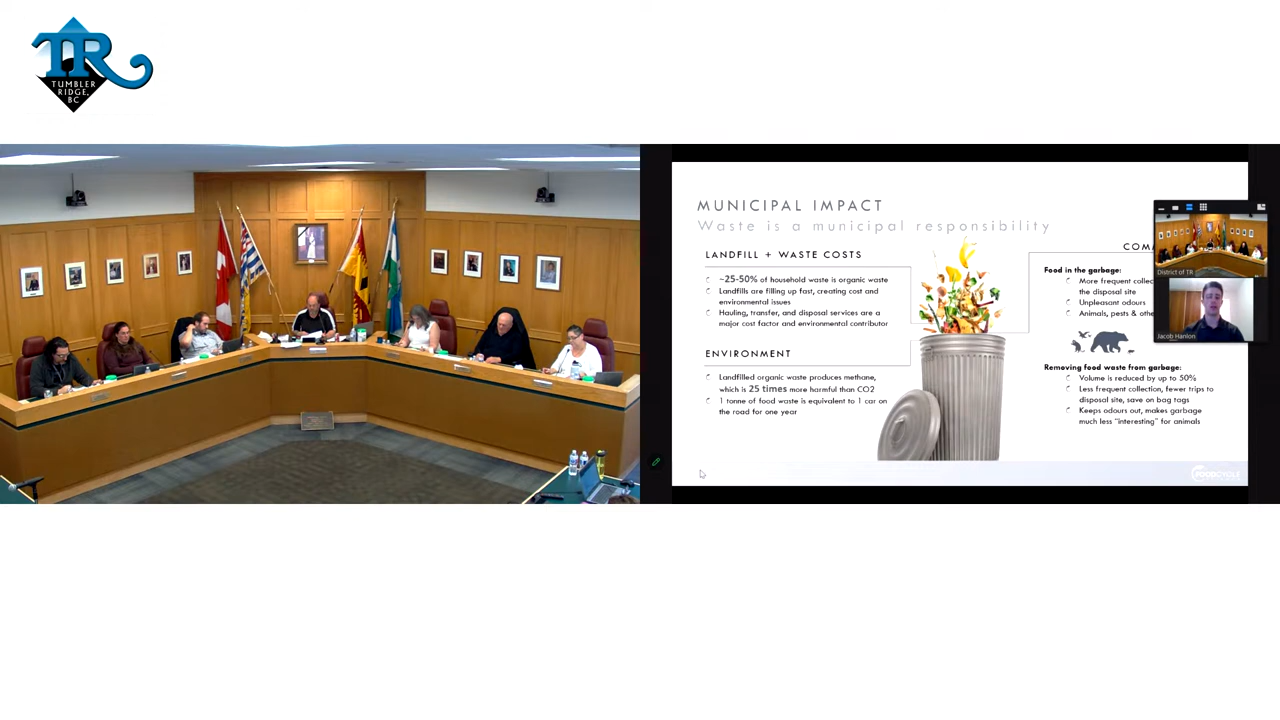 TR
TUMBLER
RIDGE,
BC
MUNICIPAL IMPACT
Waste is a municipal responsibility
LANDFILL + WASTE COSTS
~25-50% of household waste is organic waste
Landfills are filling up fast, creating cost and
environmental issues
Hauling, transfer, and disposal services are a
major cost factor and environmental contributor
ENVIRONMENT
Landfilled organic waste produces methane,
which is 25 times more harmful than CO2
1 tonne of food waste is equivalent to 1 car on
the road for one year
Food in the garbage:
More frequent
the disposal site
Unpleasant odours
Animals, pests &
Removing food waste from garbage:
Volume is reduced by up to 50%
Less frequent collection, fewer trips to
disposal site, save on bag tags
Keeps odours out, makes garbage
much less "interesting" for animals
District of TR
Jacob Hanlon
FOODCYCLE